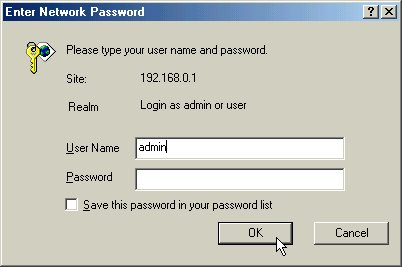 Enter Network Password
Please type your user name and password.
Site: 192.168.0.1
Realm Login as admin or user
User Name admin
Password
Save this password in your password list
OK Cancel